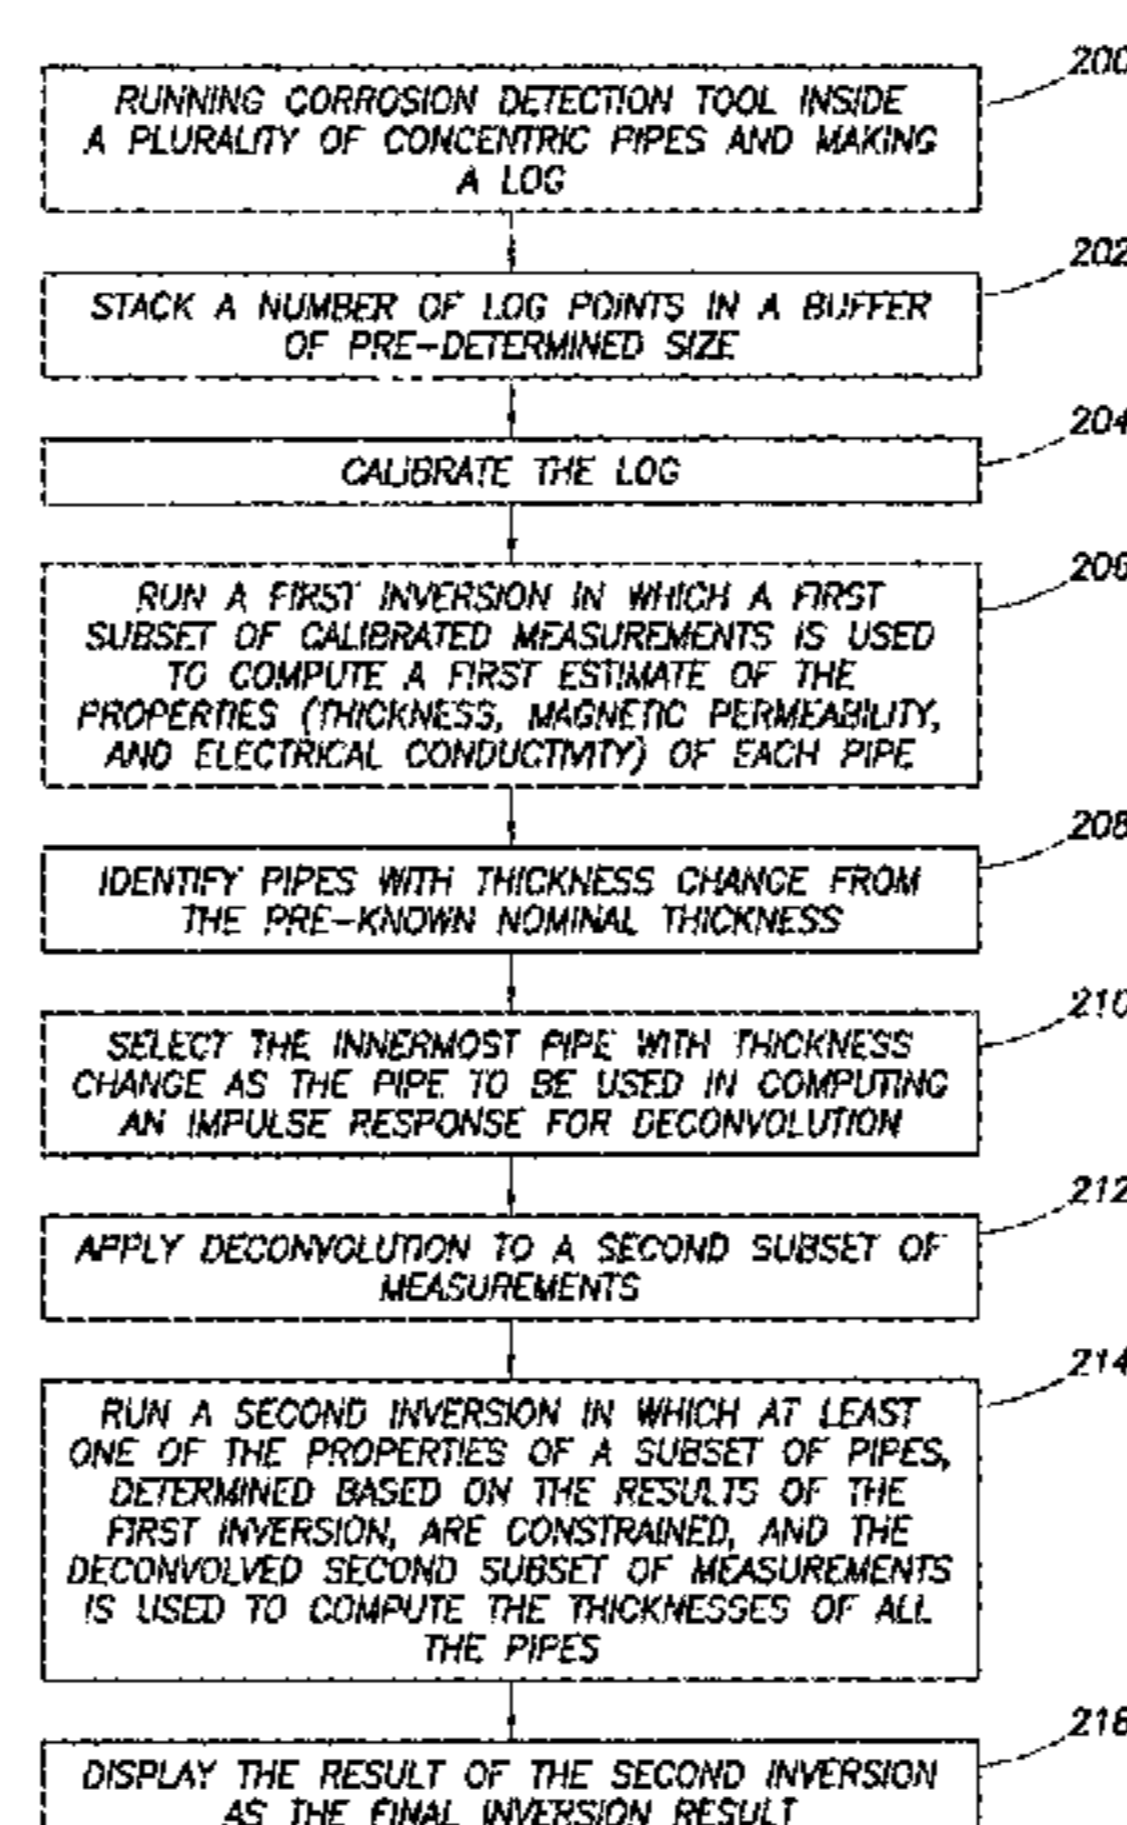 200
RUNNING CORROSION DETECTION TOOL INSIDE
A PLURALITY OF CONCENTRIC PIPES AND MAKING
A LOG
202
STACK A NUMBER OF LOG POINTS IN A BUFFER
OF PRE-DETERMINED SIZE
204
CALIBRATE THE LOG
206
RUN A FIRST INVERSION IN WHICH A FIRST
SUBSET OF CALIBRATED MEASUREMENTS IS USED
TO COMPUTE A FIRST ESTIMATE OF THE
PROPERTIES (THICKNESS, MAGNETIC PERMEABILITY,
AND ELECTRICAL CONDUCTIVITY) OF EACH PIPE
208
IDENTIFY PIPES WITH THICKNESS CHANGE FROM
THE PRE-KNOWN NOMINAL THICKNESS
210
SELECT THE INNERMOST PIPE WITH THICKNESS
CHANGE AS THE PIPE TO BE USED IN COMPUTING
AN IMPULSE RESPONSE FOR DECONVOLUTION
212
APPLY DECONVOLUTION TO A SECOND SUBSET OF
MEASUREMENTS
214
RUN A SECOND INVERSION IN WHICH AT LEAST
ONE OF THE PROPERTIES OF A SUBSET OF PIPES,
DETERMINED BASED ON THE RESULTS OF THE
FIRST INVERSION, ARE CONSTRAINED, AND THE
DECONVOLVED SECOND SUBSET OF MEASUREMENTS
IS USED TO COMPUTE THE THICKNESSES OF ALL
THE PIPES
216
DISPLAY THE RESULT OF THE SECOND INVERSION
AS THE FINAL INVERSION RESULT